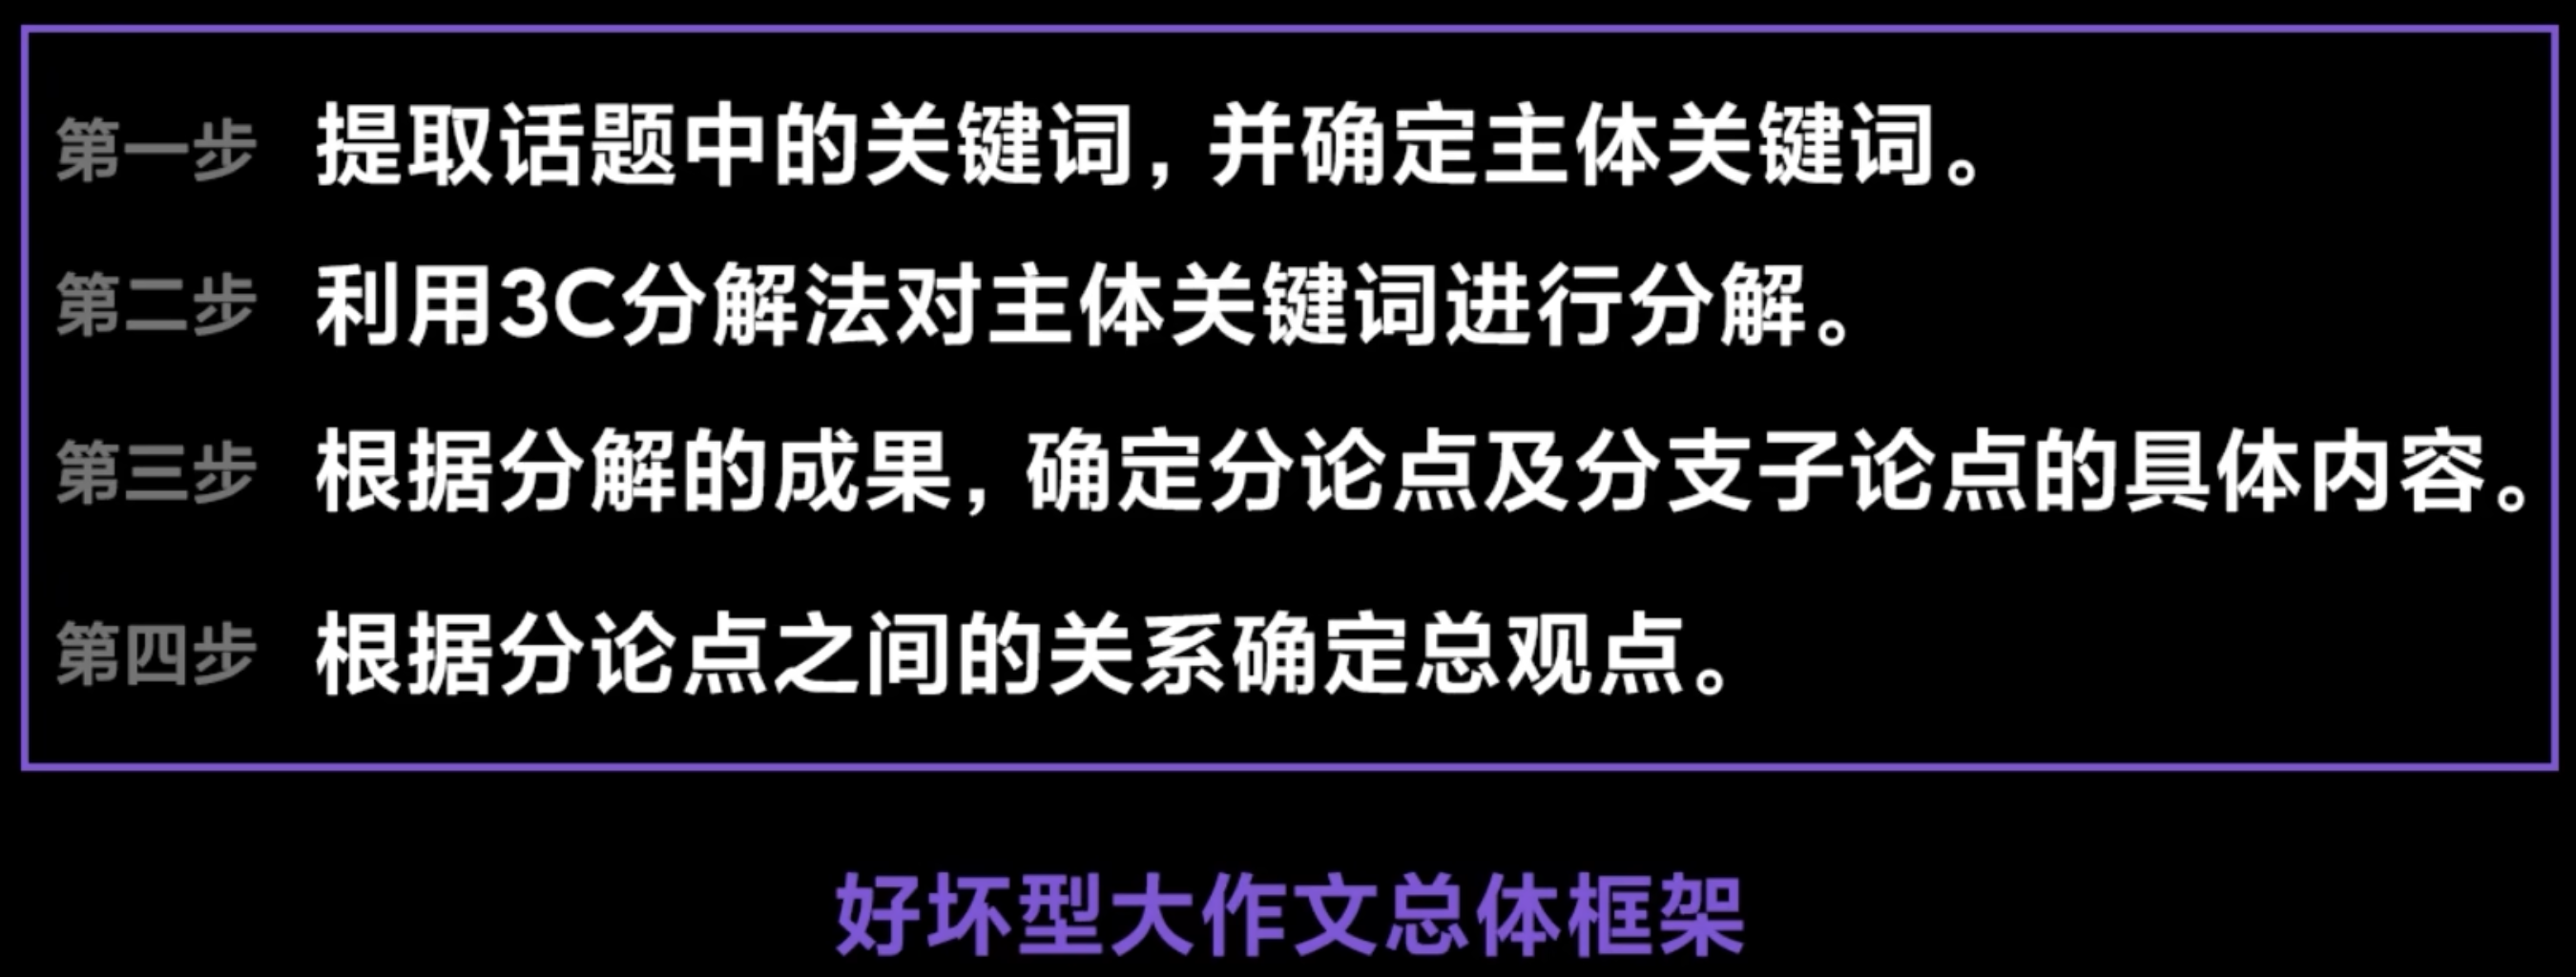 第一步 提取话题中的关键词，并确定主体关键词。
第二步 利用3C分解法对主体关键词进行分解。
第三步 根据分解的成果，确定分论点及分支子论点的具体内容。
第四步 根据分论点之间的关系确定总观点。
好坏型大作文总体框架